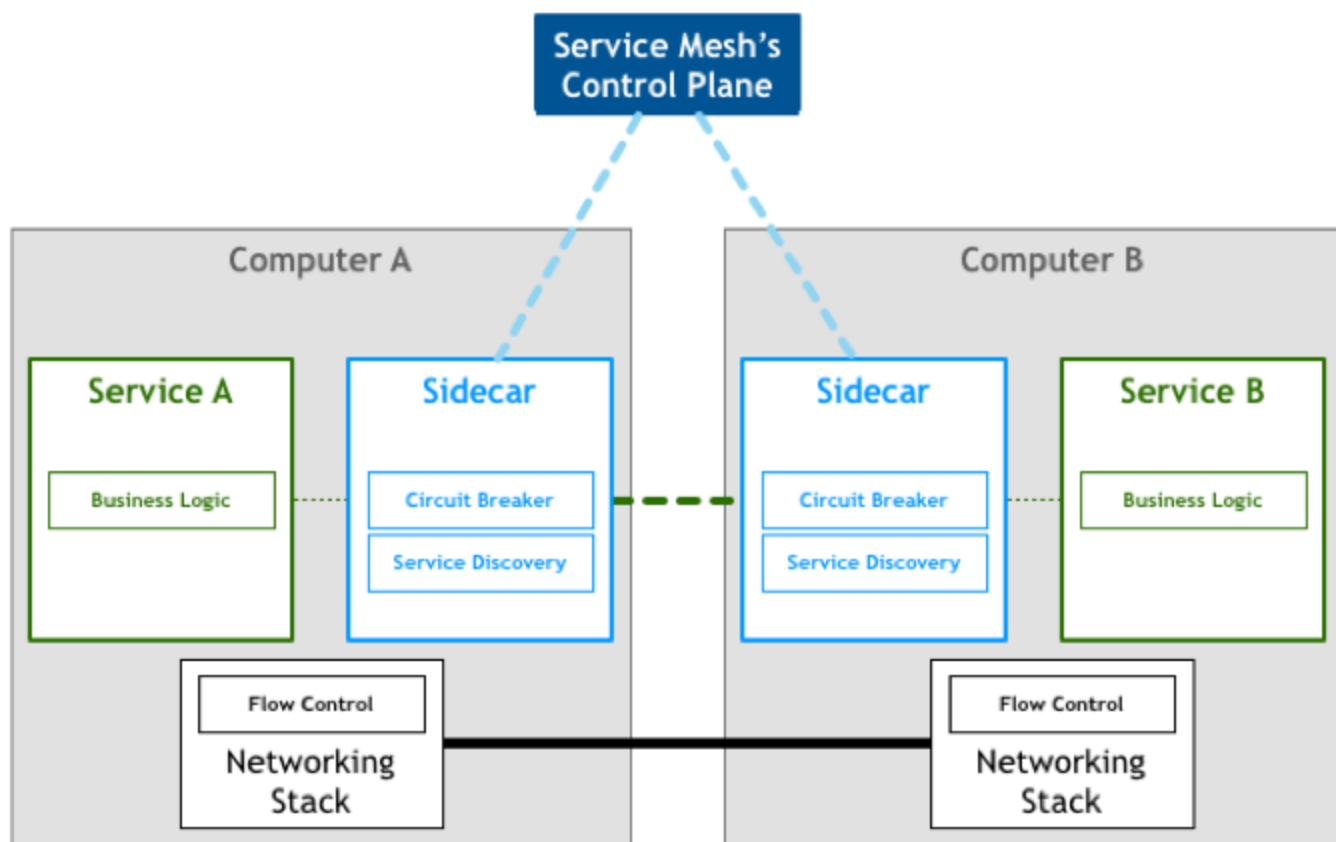 Service Mesh's
Control Plane
Computer A
Computer B
Service A
Sidecar
Sidecar
Service B
Business Logic
Circuit Breaker
Circuit Breaker
Business Logic
Service Discovery
Service Discovery
Flow Control
Flow Control
Networking
Stack
Networking
Stack